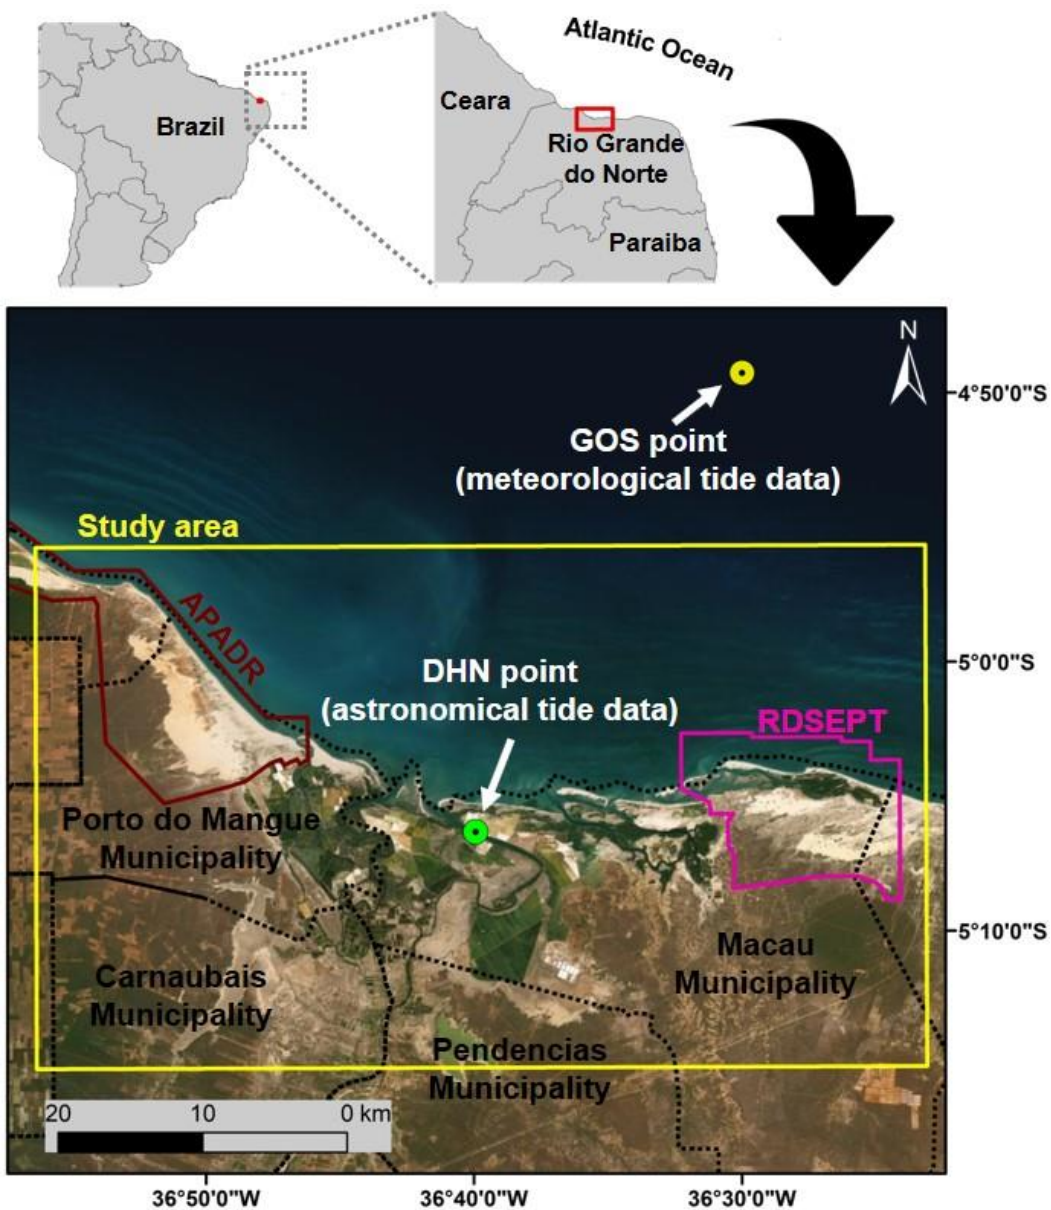 Atlantic Ocean
Ceara
Brazil
Rio Grande
do Norte
Paraiba
N
4°50'0"S
GOS point
(meteorological tide data)
Study area
APADR
5°0'0"S
DHN point
(astronomical tide data)
RDSEPT
Porto do Mangue
Municipality
5°10'0"S
Macau
Municipality
Carnaubais
Municipality
Pendencias
Municipality
20 10 0 km
36°50'0"W 36°40'0"W 36°30'0"W